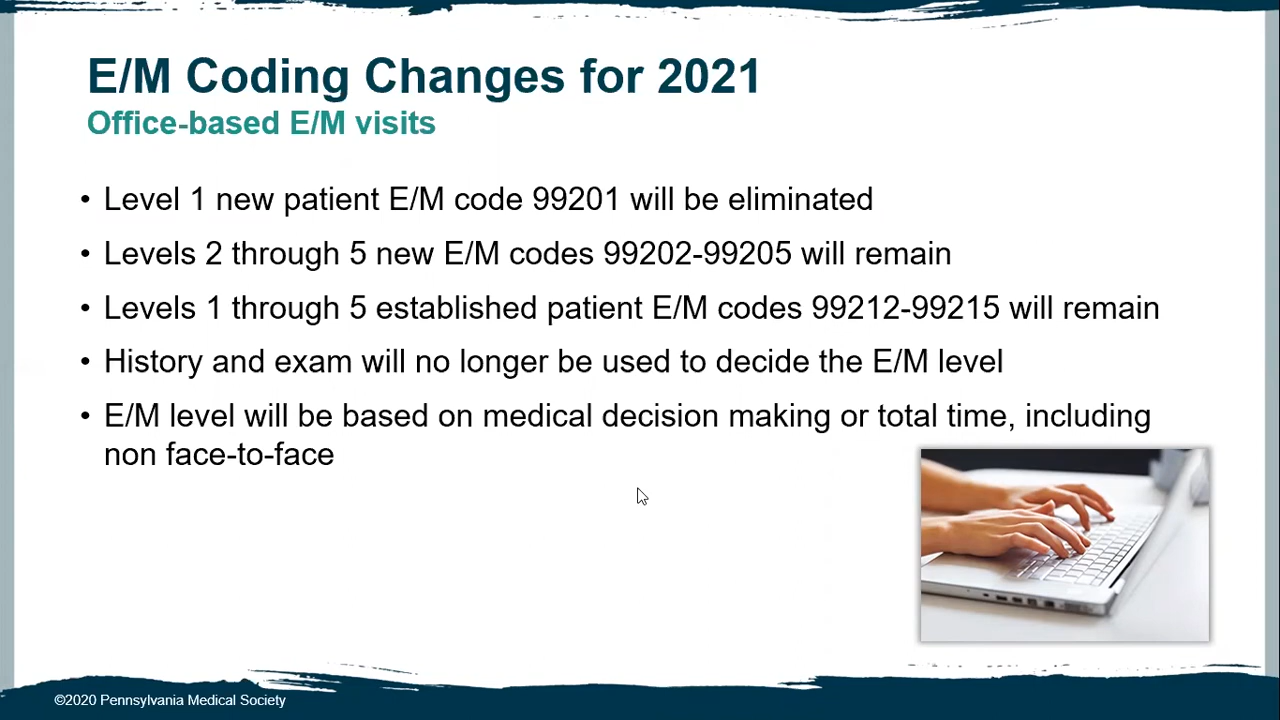 E/M Coding Changes for 2021
Office-based E/M visits
• Level 1 new patient E/M code 99201 will be eliminated
• Levels 2 through 5 new E/M codes 99202-99205 will remain
• Levels 1 through 5 established patient E/M codes 99212-99215 will remain
• History and exam will no longer be used to decide the E/M level
• E/M level will be based on medical decision making or total time, including
non face-to-face
©2020 Pennsylvania Medical Society